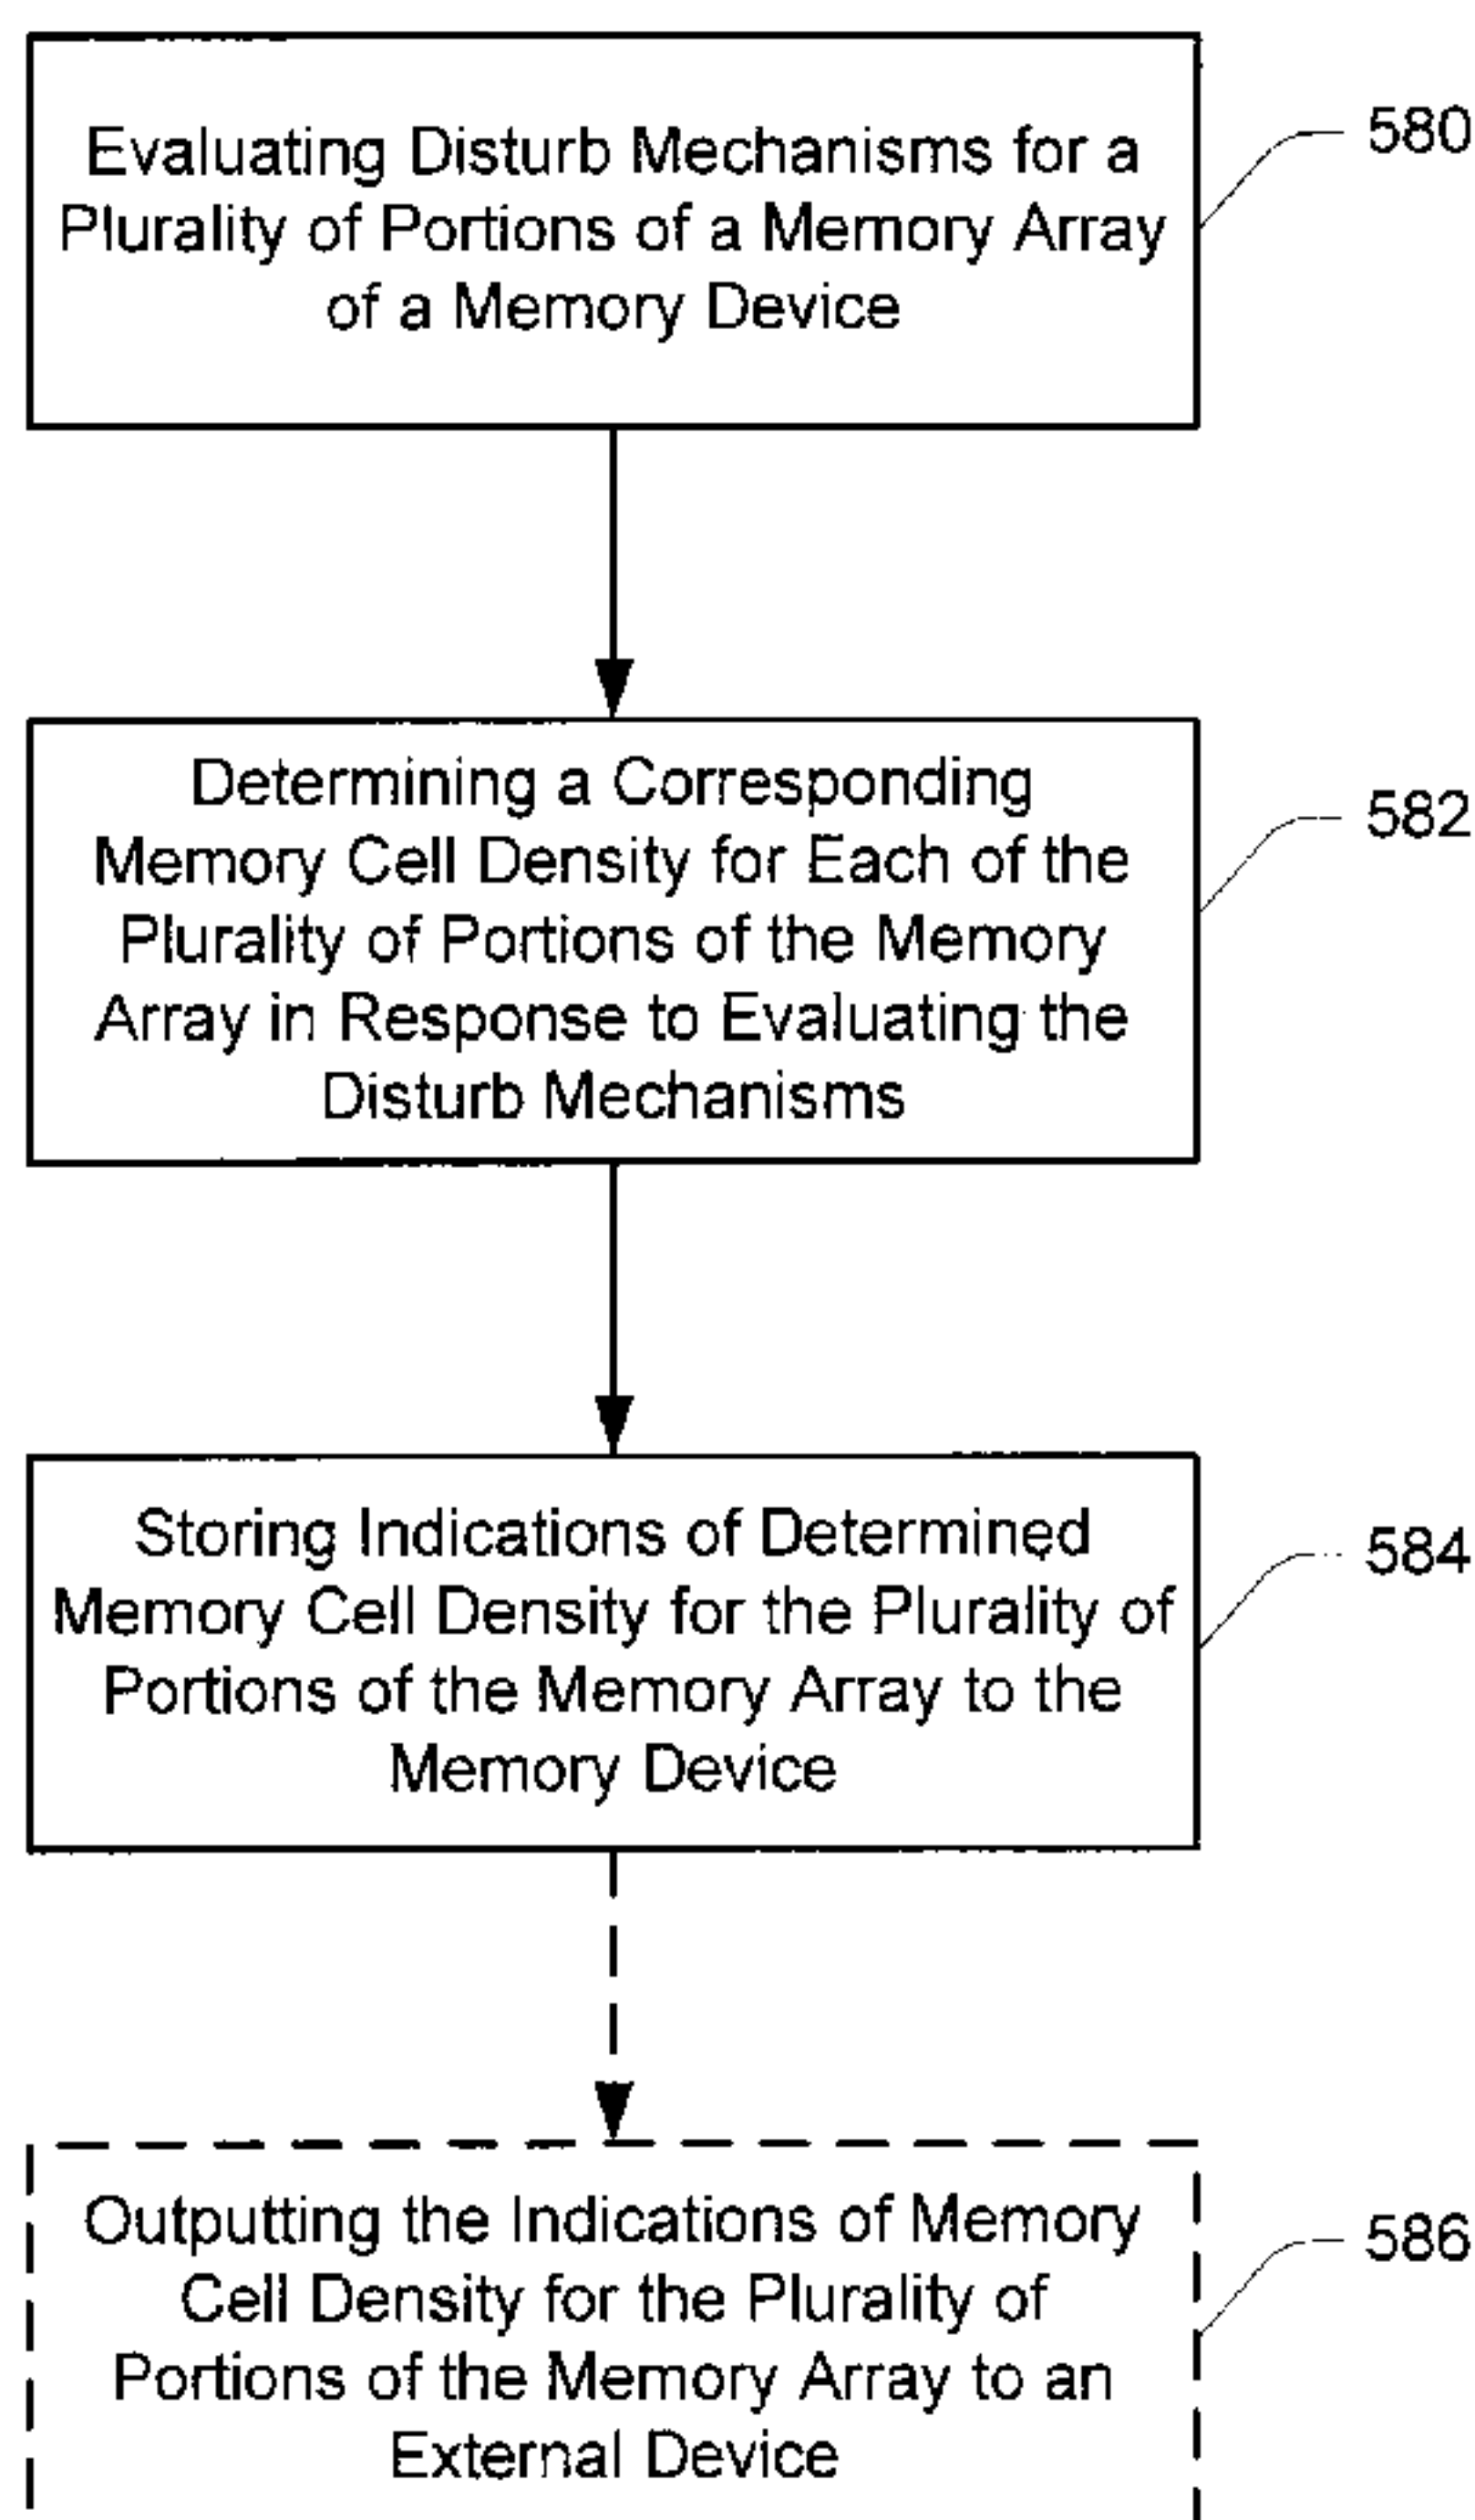 Evaluating Disturb Mechanisms for a
Plurality of Portions of a Memory Array
of a Memory Device
580
Determining a Corresponding
Memory Cell Density for Each of the
Plurality of Portions of the Memory
Array in Response to Evaluating the
Disturb Mechanisms
582
Storing Indications of Determined
Memory Cell Density for the Plurality of
Portions of the Memory Array to the
Memory Device
584
Outputting the Indications of Memory
Cell Density for the Plurality of
Portions of the Memory Array to an
External Device
586